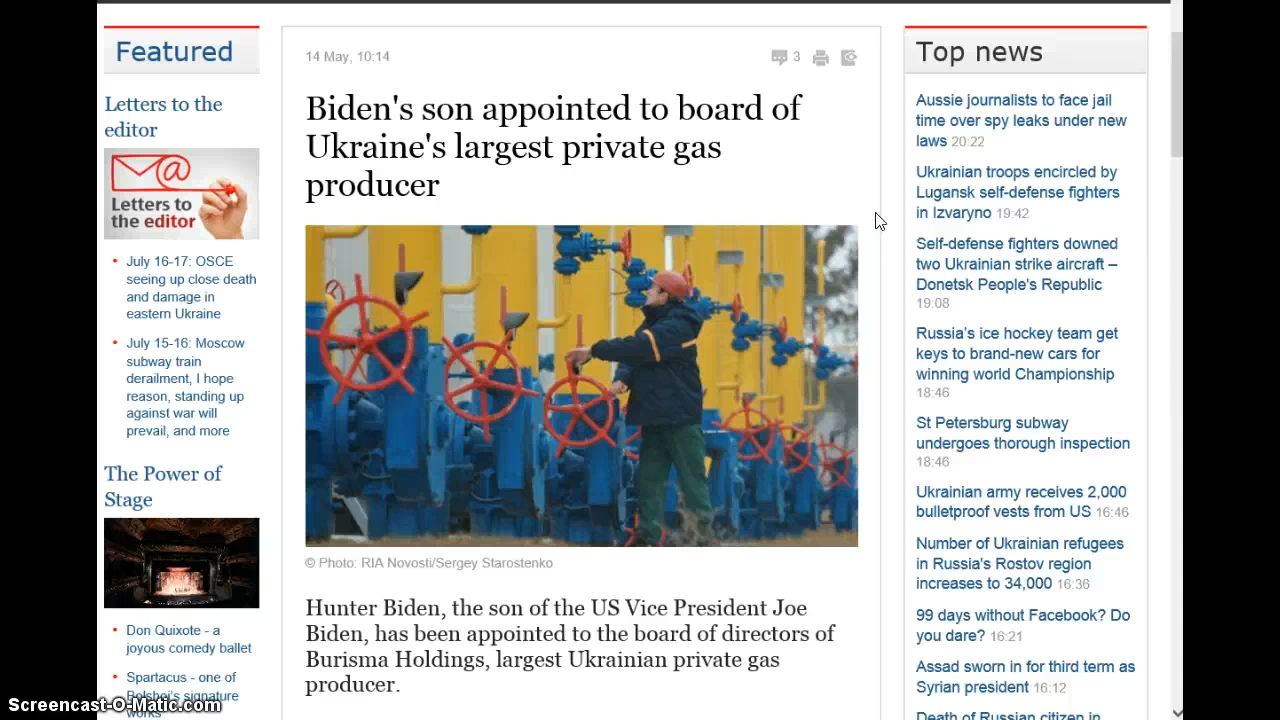 Featured
Letters to the
editor
Letters to
the editor
July 16-17: OSCE
seeing up close death
and damage in
eastern Ukraine
July 15-16: Moscow
subway train
derailment, I hope
reason, standing up
against war will
prevail, and more
The Power of
Stage
Don Quixote - a
joyous comedy ballet
Spartacus - one of
Bolshoi's signature
works
14 May, 10:14
3
Biden's son appointed to board of
Ukraine's largest private gas
producer
© Photo: RIA Novosti/Sergey Starostenko
Hunter Biden, the son of the US Vice President Joe
Biden, has been appointed to the board of directors of
Burisma Holdings, largest Ukrainian private gas
producer.
Top news
Aussie journalists to face jail
time over spy leaks under new
laws 20:22
Ukrainian troops encircled by
Lugansk self-defense fighters
in Izvaryno 19:42
Self-defense fighters downed
two Ukrainian strike aircraft –
Donetsk People's Republic
19:08
Russia's ice hockey team get
keys to brand-new cars for
winning world Championship
18:46
St Petersburg subway
undergoes thorough inspection
18:46
Ukrainian army receives 2,000
bulletproof vests from US 16:46
Number of Ukrainian refugees
in Russia's Rostov region
increases to 34,000 16:36
99 days without Facebook? Do
you dare? 16:21
Assad sworn in for third term as
Syrian president 16:12
Death of Russian citizen in
Screencast-O-Matic.com